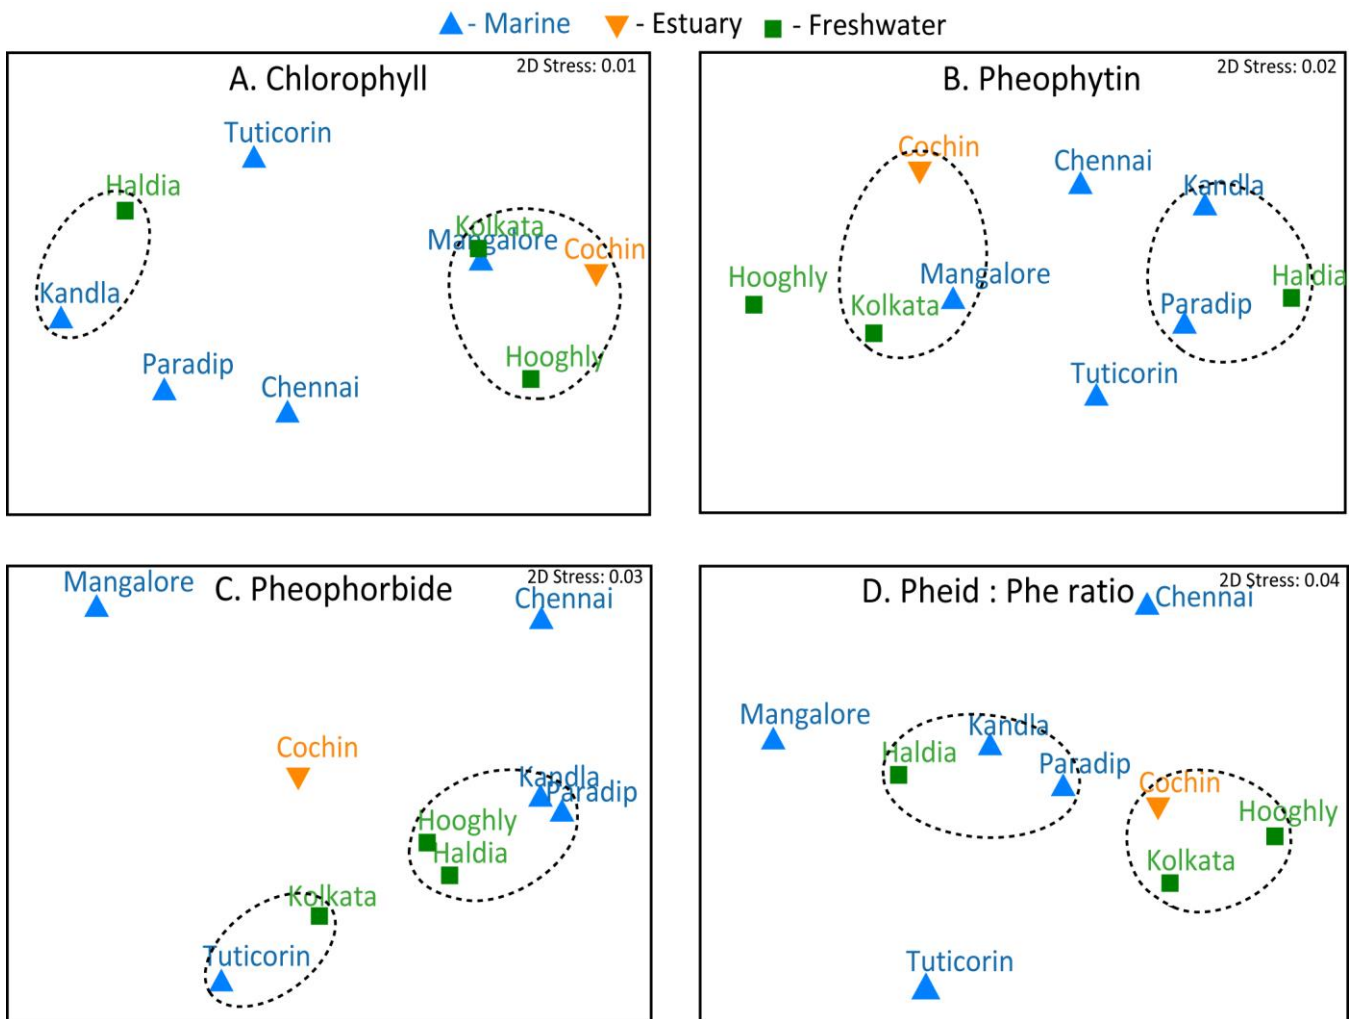 - Marine - Estuary - Freshwater
A. Chlorophyll
2D Stress: 0.01
Tuticorin
Haldia
Kolkata
Mangalore
Cochin
Kandla
Paradip
Chennai
Hooghly
B. Pheophytin
2D Stress: 0.02
Cochin
Chennai
Kandla
Hooghly
Mangalore
Haldia
Kolkata
Paradip
Tuticorin
C. Pheophorbide
2D Stress: 0.03
Mangalore
Chennai
Cochin
Kandla
Paradip
Hooghly
Haldia
Kolkata
Tuticorin
D. Pheid : Phe ratio
2D Stress: 0.04
Chennai
Mangalore
Kandla
Haldia
Paradip
Cochin
Hooghly
Kolkata
Tuticorin